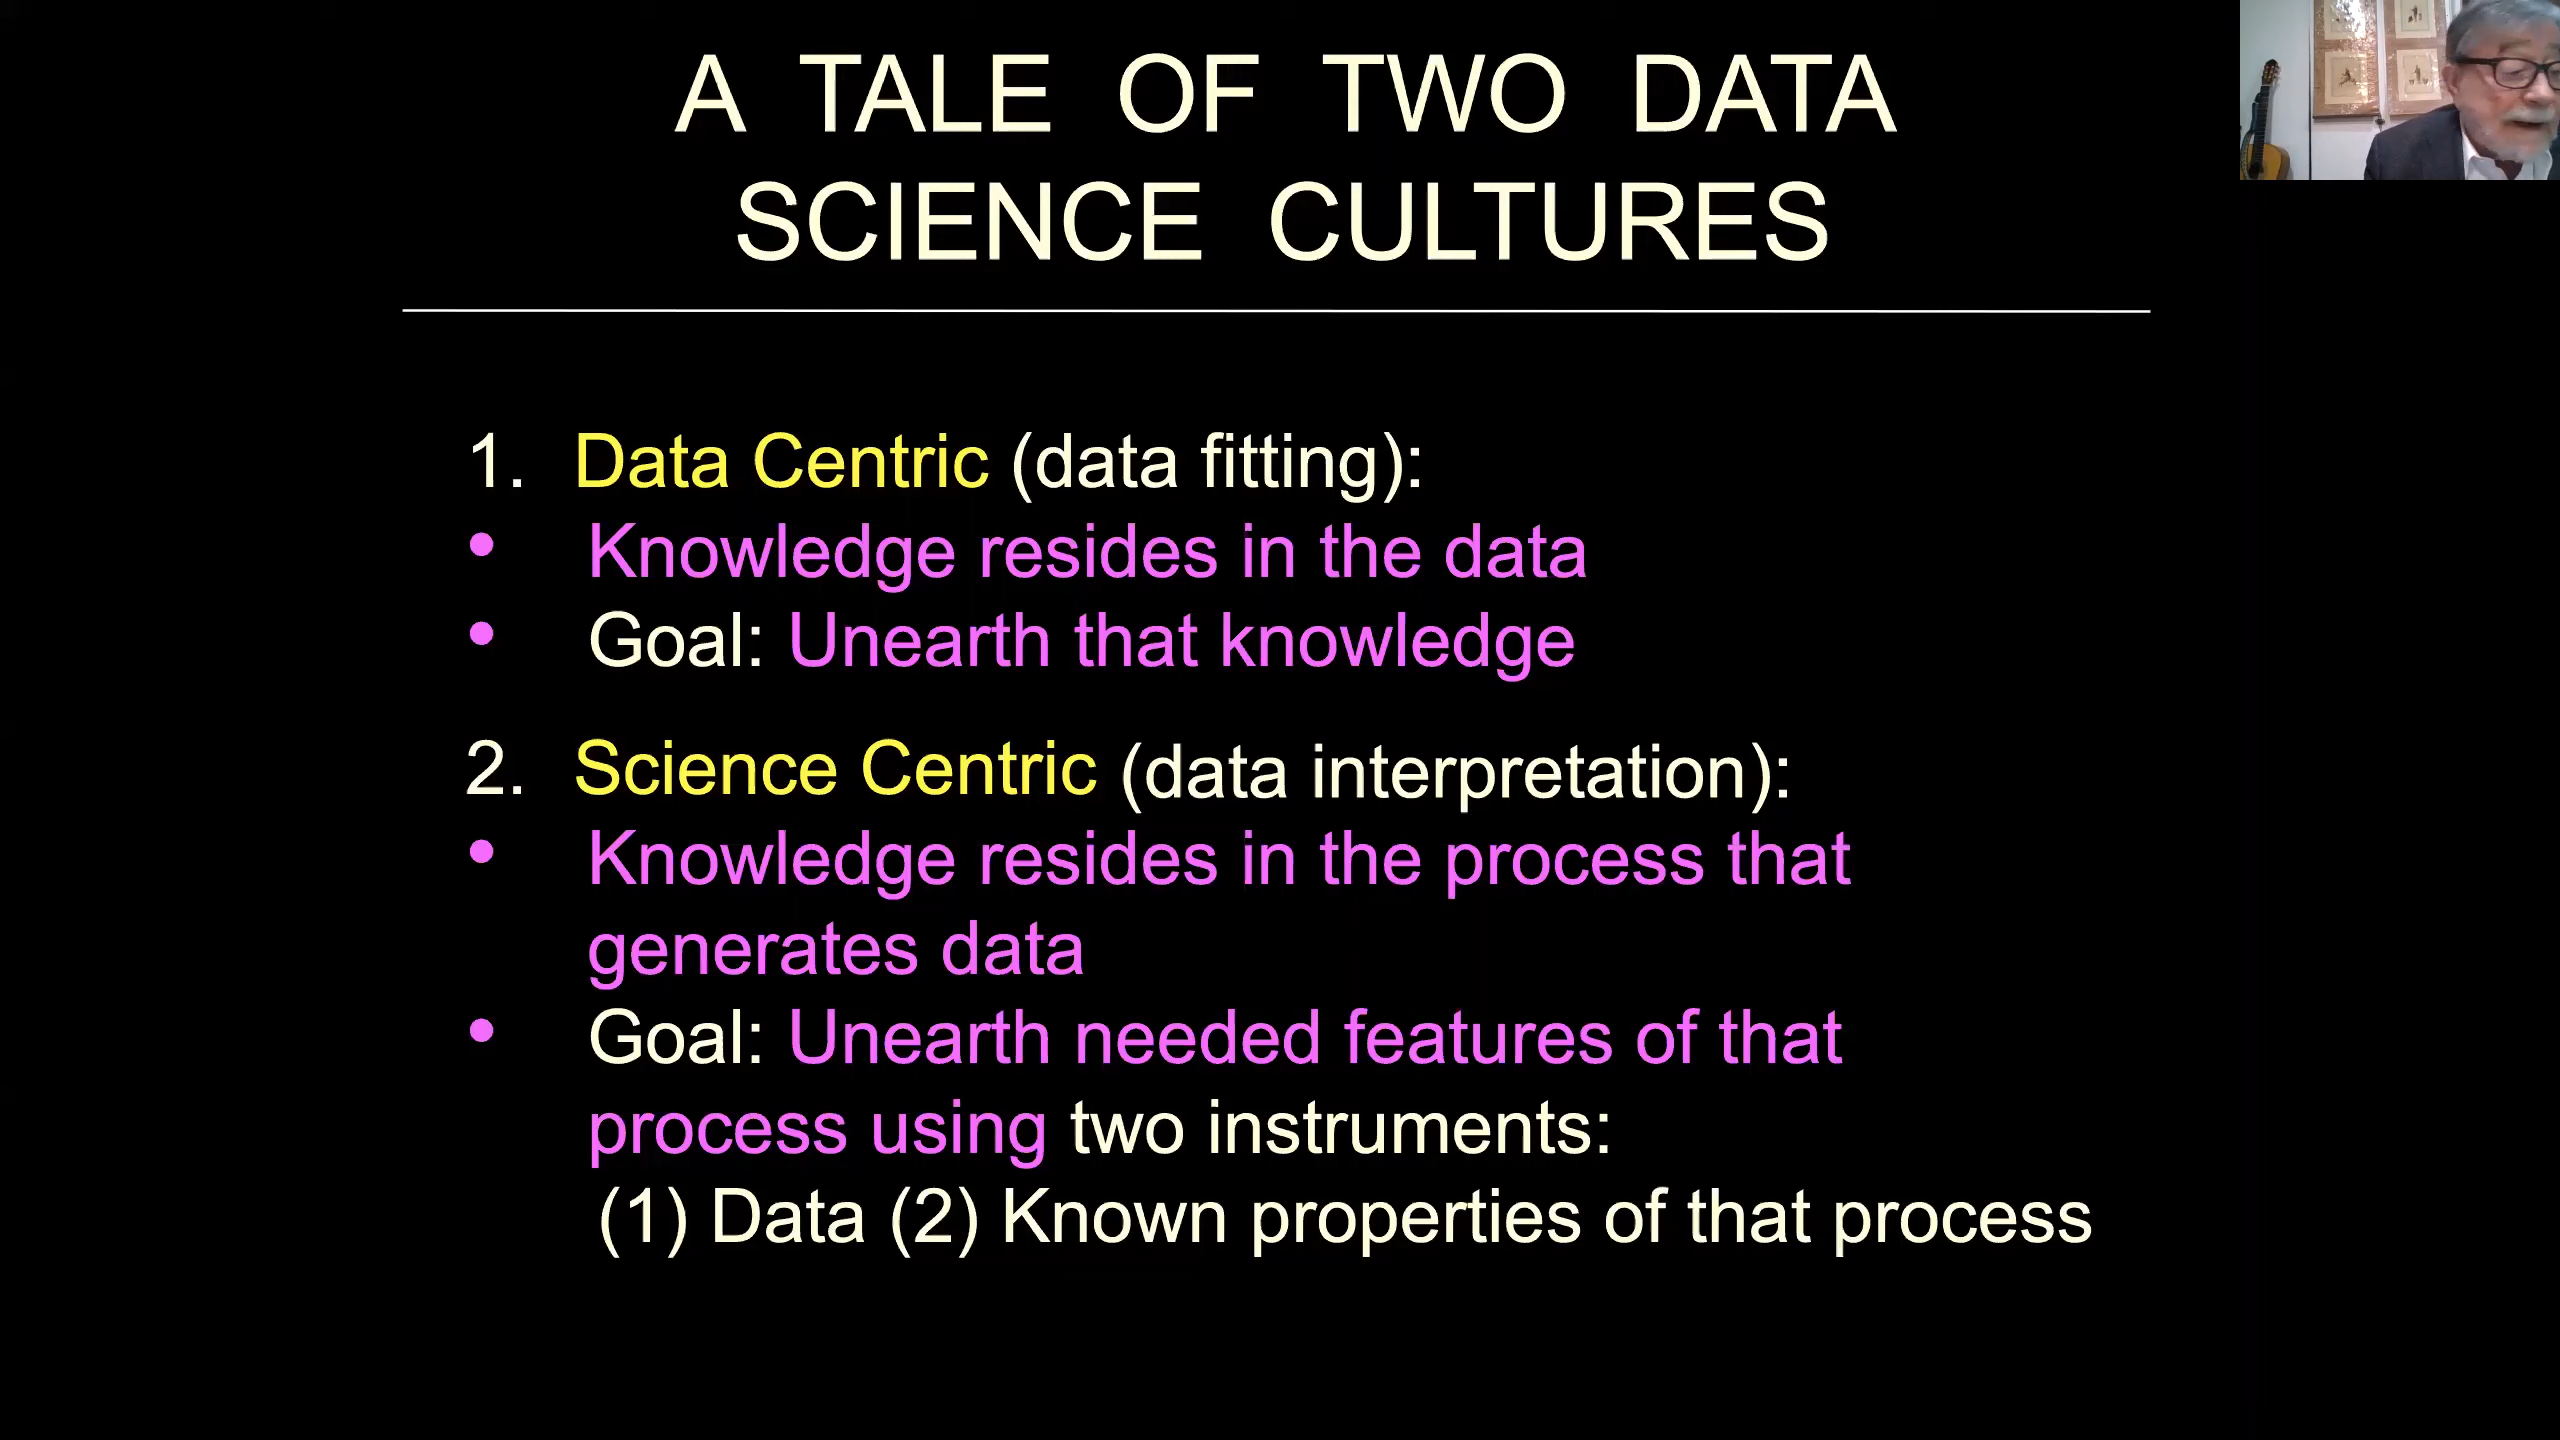 A TALE OF TWO DATA
SCIENCE CULTURES
1. Data Centric (data fitting):
• Knowledge resides in the data
• Goal: Unearth that knowledge
2. Science Centric (data interpretation):
• Knowledge resides in the process that
generates data
• Goal: Unearth needed features of that
process using two instruments:
(1) Data (2) Known properties of that process